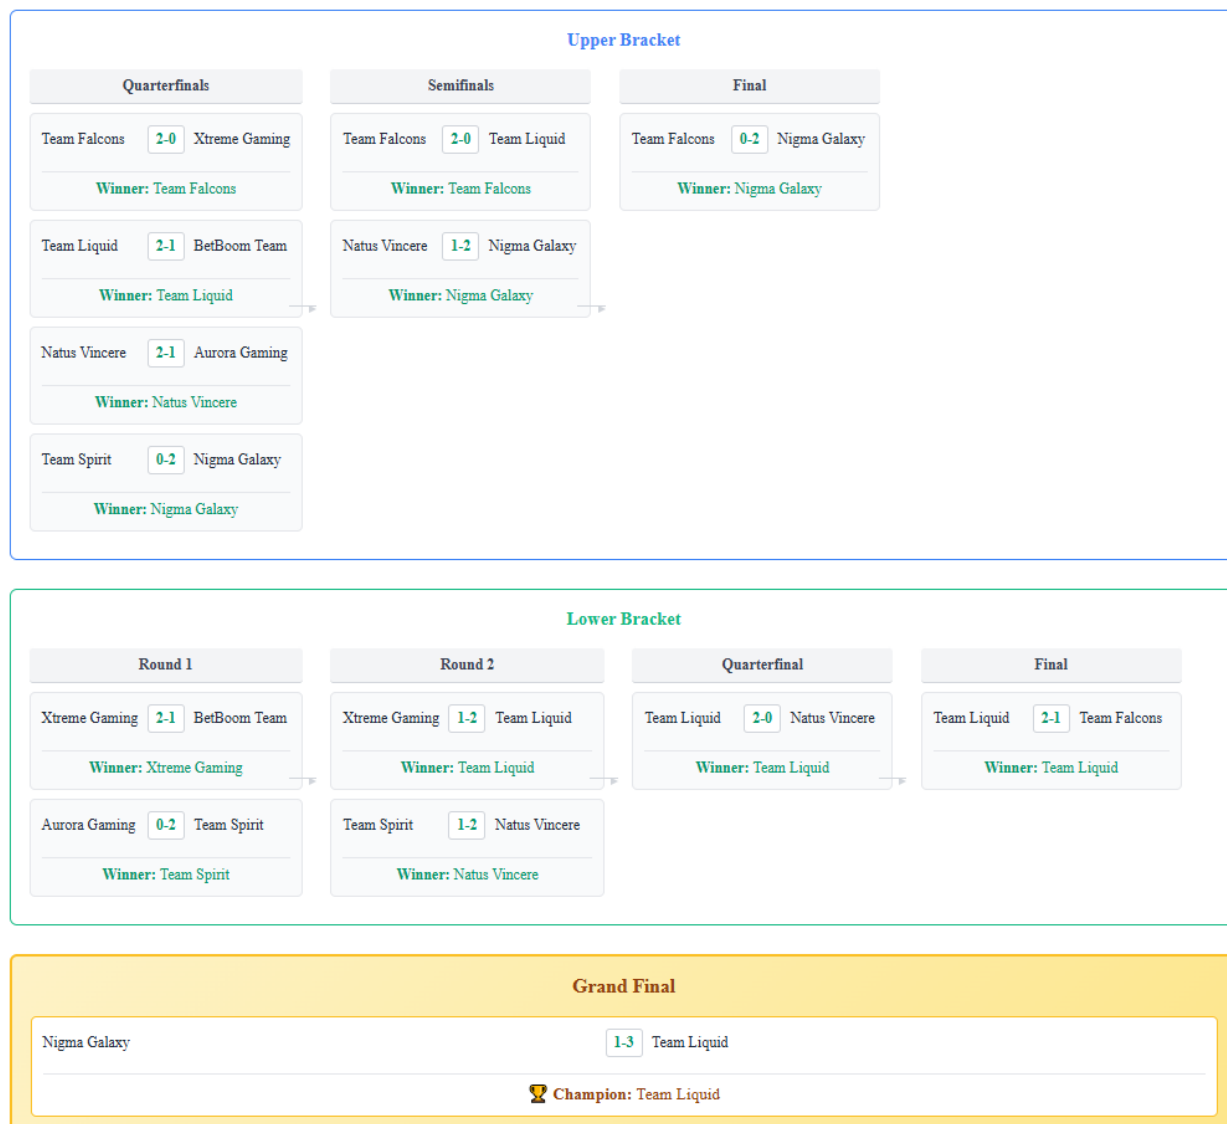 Upper Bracket
Quarterfinals
Team Falcons 2-0 Xtreme Gaming
Winner: Team Falcons
Team Liquid 2-1 BetBoom Team
Winner: Team Liquid
Natus Vincere 2-1 Aurora Gaming
Winner: Natus Vincere
Team Spirit 0-2 Nigma Galaxy
Winner: Nigma Galaxy
Semifinals
Team Falcons 2-0 Team Liquid
Winner: Team Falcons
Natus Vincere 1-2 Nigma Galaxy
Winner: Nigma Galaxy
Final
Team Falcons 0-2 Nigma Galaxy
Winner: Nigma Galaxy
Lower Bracket
Round 1
Xtreme Gaming 2-1 BetBoom Team
Winner: Xtreme Gaming
Aurora Gaming 0-2 Team Spirit
Winner: Team Spirit
Round 2
Xtreme Gaming 1-2 Team Liquid
Winner: Team Liquid
Team Spirit 1-2 Natus Vincere
Winner: Natus Vincere
Quarterfinal
Team Liquid 2-0 Natus Vincere
Winner: Team Liquid
Final
Team Liquid 2-1 Team Falcons
Winner: Team Liquid
Grand Final
Nigma Galaxy 1-3 Team Liquid
🏆 Champion: Team Liquid